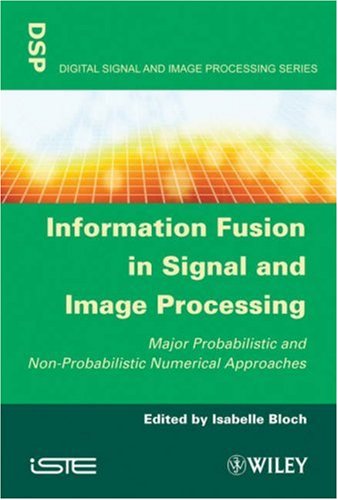 DSP
DIGITAL SIGNAL AND IMAGE PROCESSING SERIES
Information Fusion
in Signal and
Image Processing
Major Probabilistic and
Non-Probabilistic Numerical Approaches
Edited by Isabelle Bloch
iSTE
WILEY